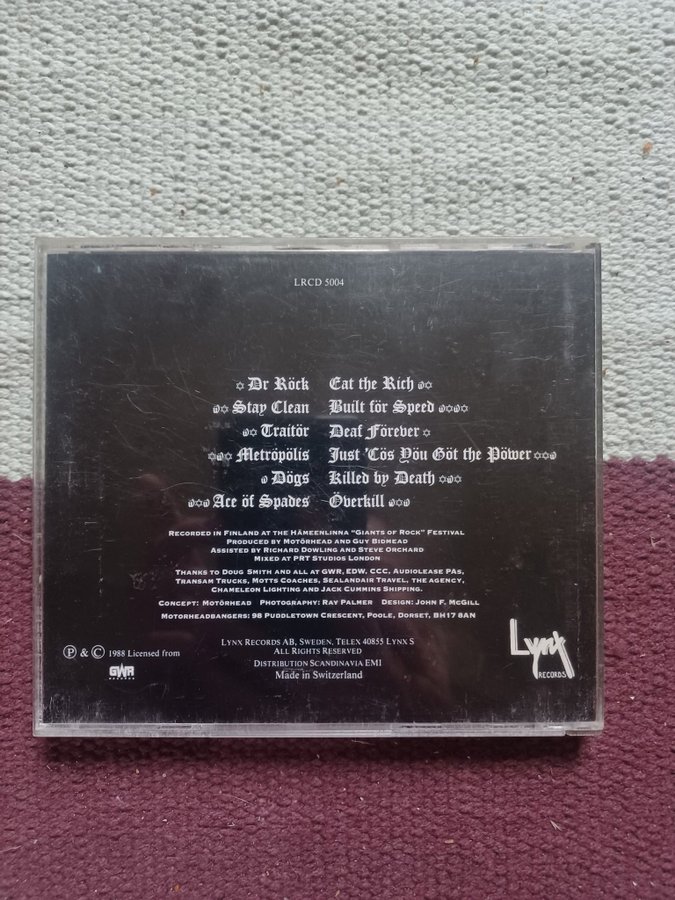 LRCD 5004
Dr Röck Eat the Rich
Stay Clean Built för Speed
Traitör Deaf Förever
Metröpölis Just 'Cös Yöu Göt the Pöwer
Dögs Killed by Death
Ace öf Spades Överkill
Recorded in Finland at the Hämeenlinna "Giants of Rock" Festival
Produced by Motörhead and Guy Bidmead
Assisted by Richard Dowling and Steve Orchard
Mixed at PRT Studios London
Thanks to Doug Smith and all at GWR, EDW, CCC, Audiolease PAs,
Transam Trucks, Motts Coaches, Sealandair Travel, The Agency,
Chameleon Lighting and Jack Cummins Shipping.
Concept: Motörhead Photography: Ray Palmer Design: John F. McGill
Motorheadbangers: 98 Puddletown Crescent, Poole, Dorset, BH17 8AN
Ⓟ & © 1988 Licensed from
GWR
RECORDS
Lynx Records AB, Sweden, Telex 40855 Lynx S
All Rights Reserved
Distribution Scandinavia EMI
Made in Switzerland
Lynx
RECORDS